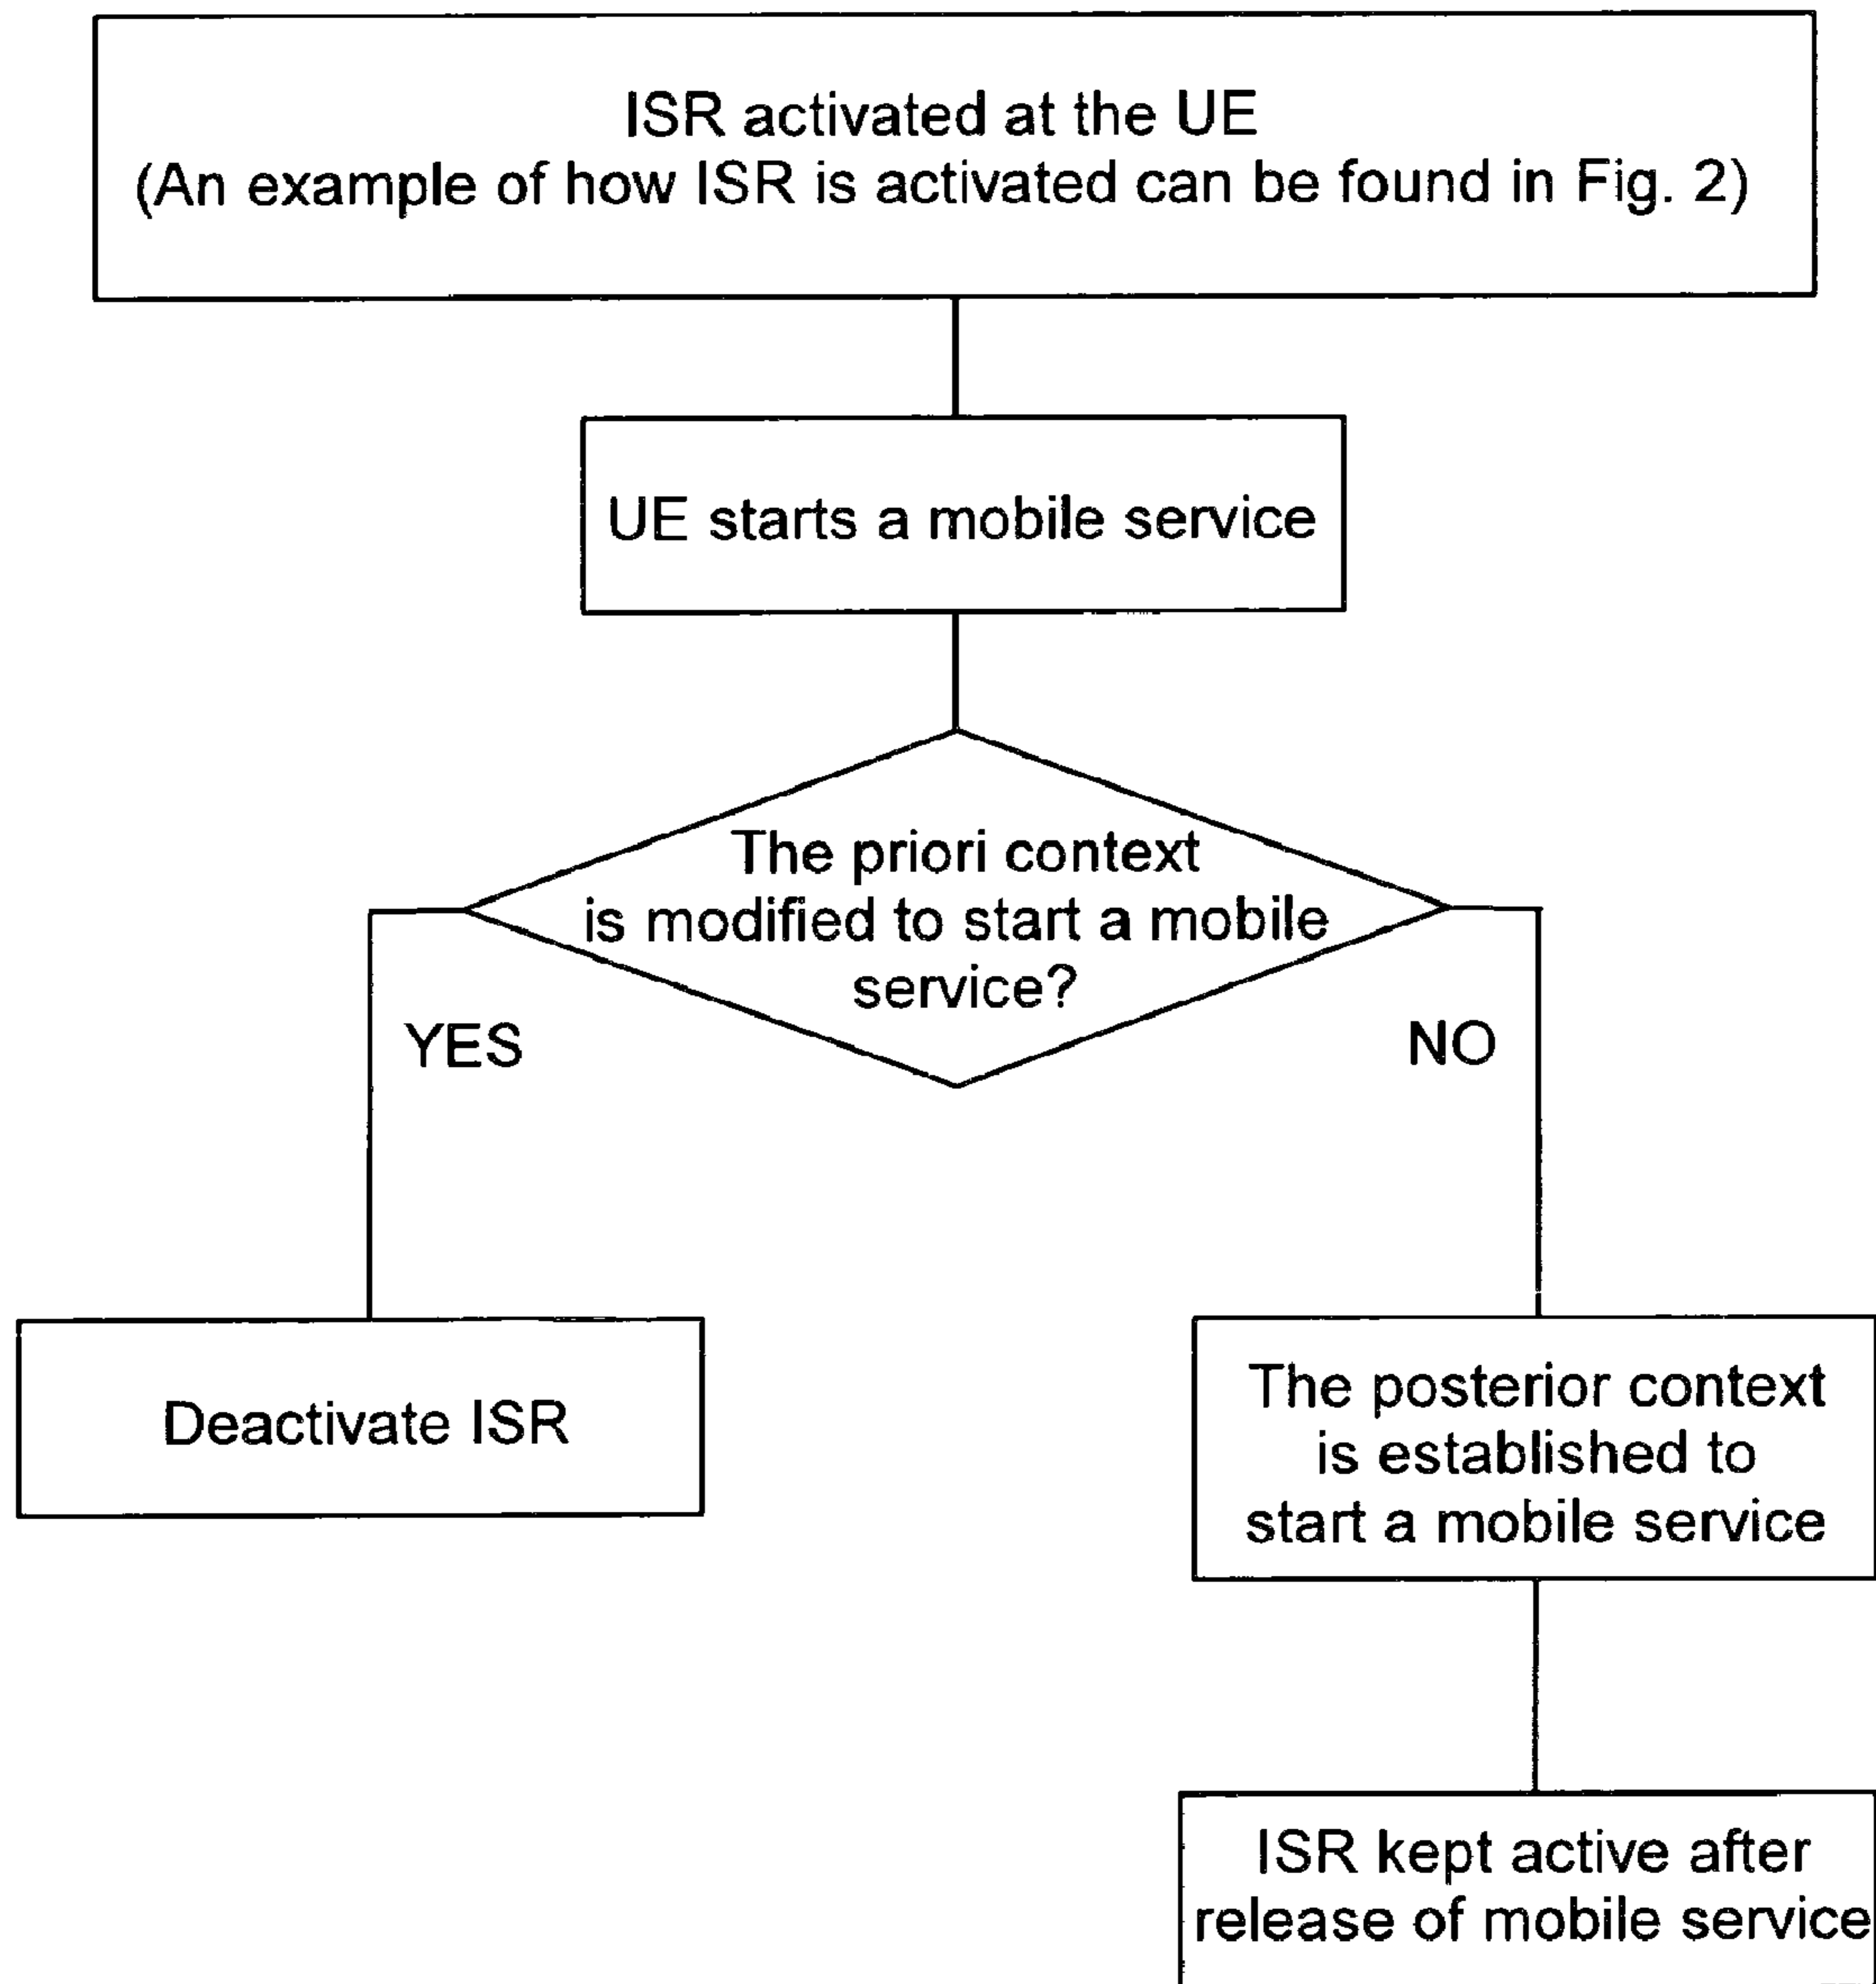 ISR activated at the UE
(An example of how ISR is activated can be found in Fig. 2)
UE starts a mobile service
The priori context
is modified to start a mobile
service?
YES
NO
Deactivate ISR
The posterior context
is established to
start a mobile service
ISR kept active after
release of mobile service